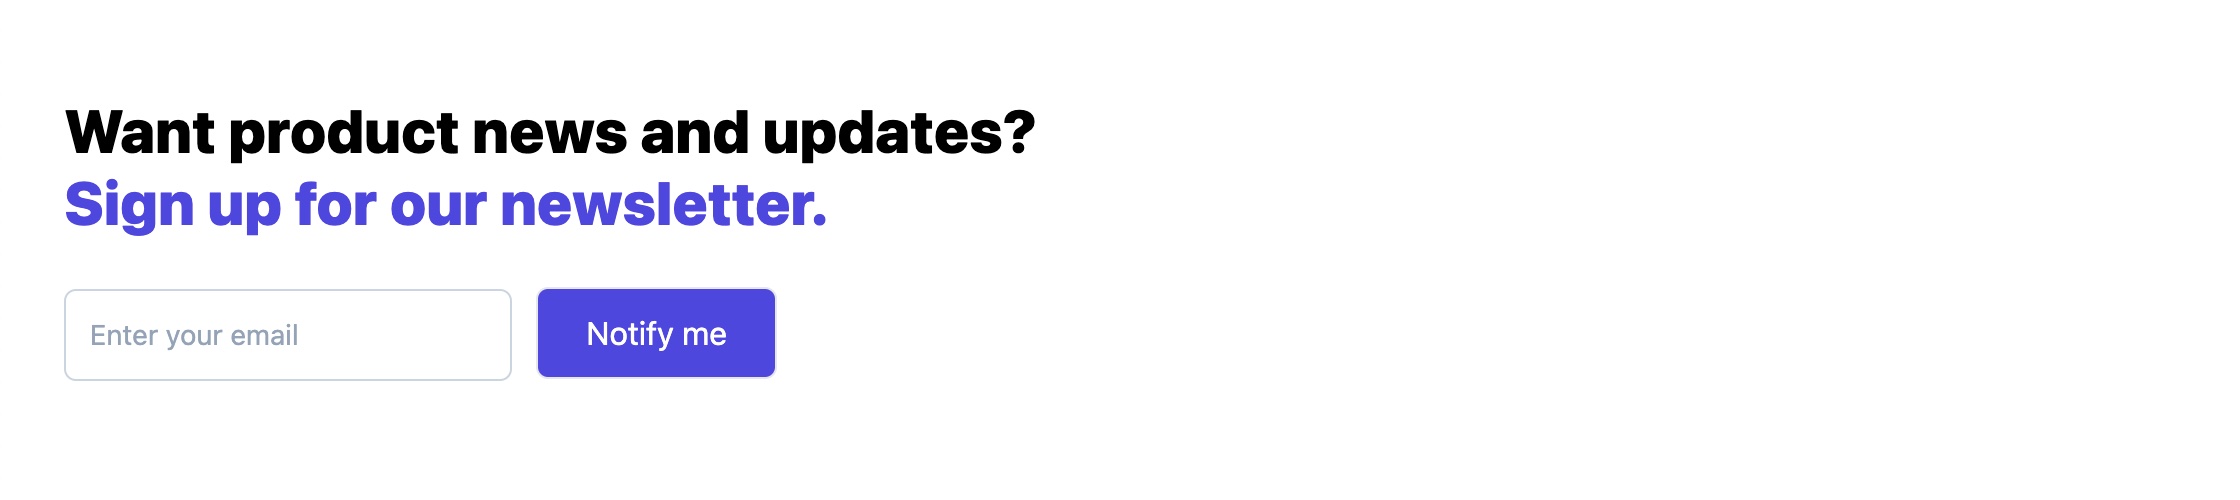 Want product news and updates?
Sign up for our newsletter.
Enter your email
Notify me